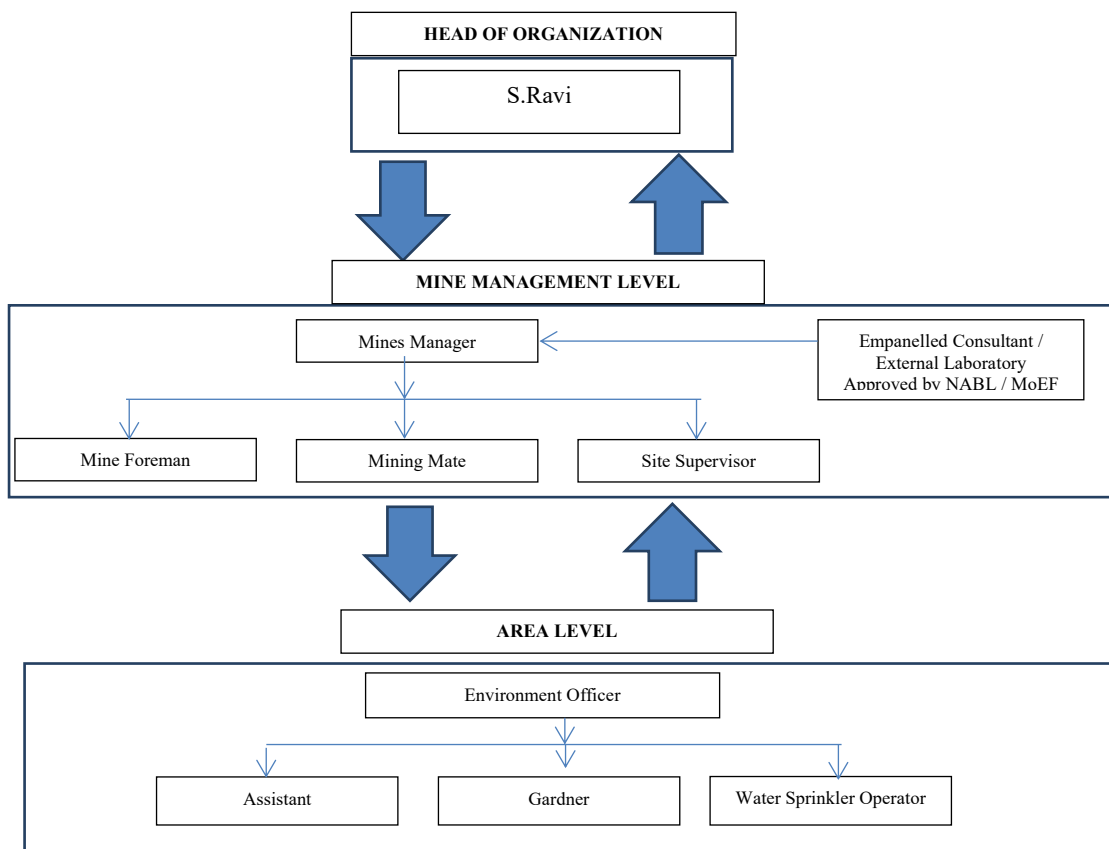 HEAD OF ORGANIZATION
S.Ravi
MINE MANAGEMENT LEVEL
Mines Manager
Empanelled Consultant /
External Laboratory
Approved by NABL / MoEF
Mine Foreman
Mining Mate
Site Supervisor
AREA LEVEL
Environment Officer
Assistant
Gardner
Water Sprinkler Operator